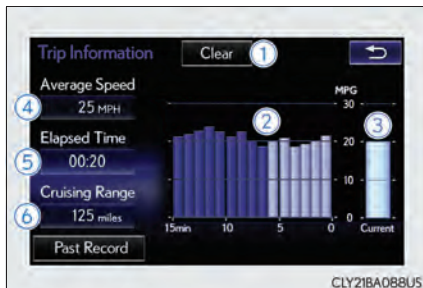 Trip Information
Clear
1
Average Speed
MPG
4
25 MPH
30
2
3
Elapsed Time
20
5
00:20
10
Cruising Range
6
125 miles
0
15min
10
5
0
Current
Past Record
CLY21BA088US